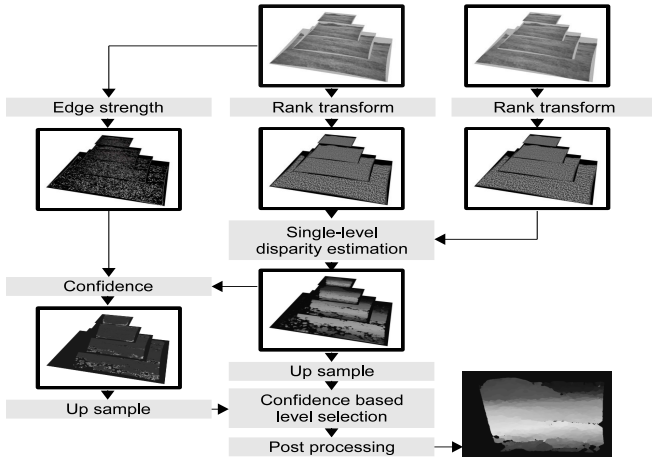 Edge strength
Rank transform
Rank transform
Single-level
disparity estimation
Confidence
Up sample
Up sample
Confidence based
level selection
Post processing